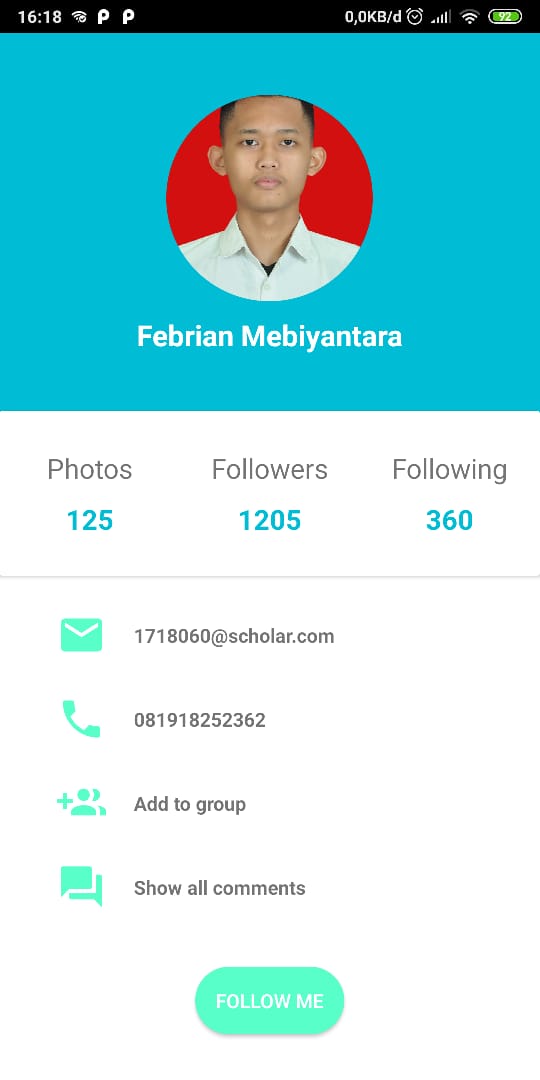 16:18 0,0KB/d 92
Febrian Mebiyantara
Photos Followers Following
125 1205 360
1718060@scholar.com
081918252362
Add to group
Show all comments
FOLLOW ME